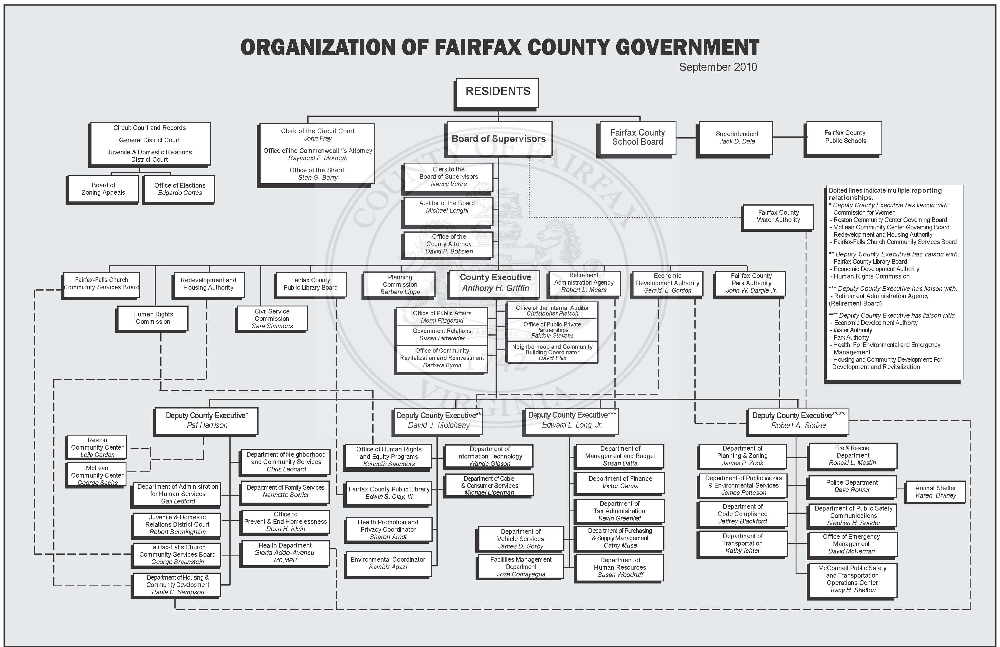 ORGANIZATION OF FAIRFAX COUNTY GOVERNMENT
September 2010
RESIDENTS
Circuit Court and Records
General District Court
Juvenile & Domestic Relations
District Court
Board of
Zoning Appeals
Office of Elections
Edgardo Cortés
Clerk of the Circuit Court
John Frey
Office of the Commonwealth's Attorney
Raymond F. Morrogh
Office of the Sheriff
Stan G. Barry
Board of Supervisors
Fairfax County
School Board
Superintendent
Jack D. Dale
Fairfax County
Public Schools
Clerk to the
Board of Supervisors
Nancy Vehrs
Auditor of the Board
Michael Longhi
Office of the
County Attorney
David P. Bobzien
Fairfax County
Water Authority
Dotted lines indicate multiple reporting
relationships.
* Deputy County Executive has liaison with:
- Commission for Women
- Reston Community Center Governing Board
- McLean Community Center Governing Board
- Redevelopment and Housing Authority
- Fairfax-Falls Church Community Services Board
** Deputy County Executive has liaison with:
- Fairfax County Library Board
- Economic Development Authority
- Human Rights Commission
*** Deputy County Executive has liaison with:
- Retirement Administration Agency
(Retirement Board)
**** Deputy County Executive has liaison with:
- Economic Development Authority
- Water Authority
- Park Authority
- Health: For Environmental and Emergency
Management
- Housing and Community Development: For
Development and Revitalization
Fairfax-Falls Church
Community Services Board
Redevelopment and
Housing Authority
Fairfax County
Public Library Board
Planning
Commission
Barbara Lippa
County Executive
Anthony H. Griffin
Retirement
Administration Agency
Robert L. Mears
Economic
Development Authority
Gerald L. Gordon
Fairfax County
Park Authority
John W. Dargle Jr.
Human Rights
Commission
Civil Service
Commission
Sara Simmons
Office of Public Affairs
Merni Fitzgerald
Government Relations
Susan Mittereder
Office of Community
Revitalization and Reinvestment
Barbara Byron
Office of the Internal Auditor
Christopher Pietsch
Office of Public Private
Partnerships
Patricia Stevens
Neighborhood and Community
Building Coordinator
David Ellis
COUNTY OF FAIRFAX
FARE FAC
1742
VIRGINIA
Deputy County Executive*
Pat Harrison
Deputy County Executive**
David J. Molchany
Deputy County Executive***
Edward L. Long, Jr.
Deputy County Executive****
Robert A. Stalzer
Reston
Community Center
Leila Gordon
McLean
Community Center
George Sachs
Department of Neighborhood
and Community Services
Chris Leonard
Department of Administration
for Human Services
Gail Ledford
Department of Family Services
Nannette Bowler
Juvenile & Domestic
Relations District Court
Robert Bermingham
Office to
Prevent & End Homelessness
Dean H. Klein
Fairfax-Falls Church
Community Services Board
George Braunstein
Health Department
Gloria Addo-Ayensu,
MD,MPH
Department of Housing &
Community Development
Paula C. Sampson
Office of Human Rights
and Equity Programs
Kenneth Saunders
Department of
Information Technology
Wanda Gibson
Fairfax County Public Library
Edwin S. Clay, III
Department of Cable
& Consumer Services
Michael Liberman
Health Promotion and
Privacy Coordinator
Sharon Arndt
Environmental Coordinator
Kambiz Agazi
Department of
Management and Budget
Susan Datta
Department of Finance
Victor Garcia
Department of
Tax Administration
Kevin Greenlief
Department of
Vehicle Services
James D. Gorby
Department of Purchasing
& Supply Management
Cathy Muse
Facilities Management
Department
Jose Comayagua
Department of
Human Resources
Susan Woodruff
Department of
Planning & Zoning
James P. Zook
Fire & Rescue
Department
Ronald L. Mastin
Department of Public Works
& Environmental Services
James Patteson
Police Department
Dave Rohrer
Animal Shelter
Karen Diviney
Department of
Code Compliance
Jeffrey Blackford
Department of Public Safety
Communications
Stephen H. Souder
Department of
Transportation
Kathy Ichter
Office of Emergency
Management
David McKernan
McConnell Public Safety
and Transportation
Operations Center
Tracy H. Shelton